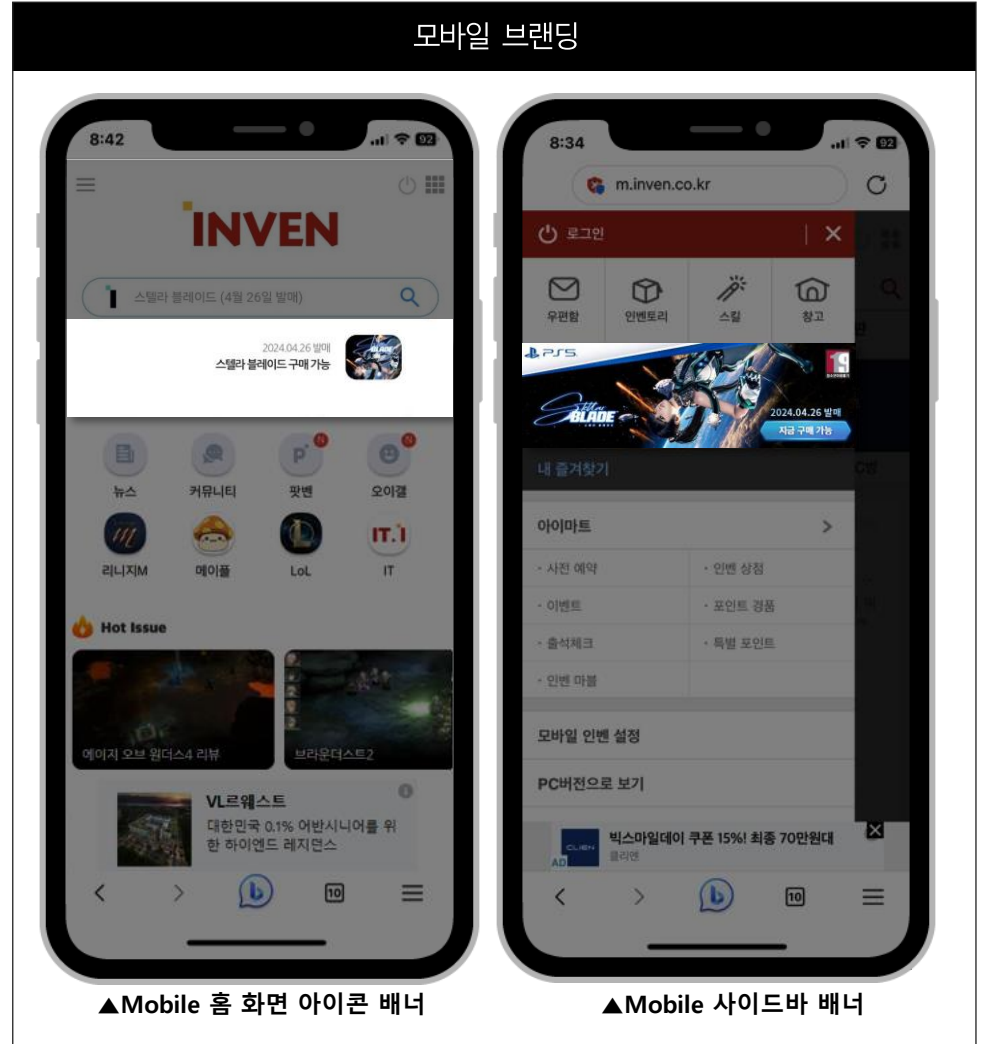 모바일 브랜딩
8:42
92
INVEN
스텔라 블레이드 (4월 26일 발매)
2024.04.26 발매
스텔라 블레이드 구매 가능
뉴스
커뮤니티
팟벤
오이갤
리니지M
메이플
LoL
IT
Hot Issue
에이지 오브 원더스4 리뷰
브라운더스트2
VL르웨스트
대한민국 0.1% 어반시니어를 위
한 하이엔드 레지던스
10
▲Mobile 홈 화면 아이콘 배너
8:34
92
m.inven.co.kr
로그인
우편함
인벤토리
스킬
창고
PS5
19
Stellar
BLADE
2024.04.26 발매
지금 구매 가능
내 즐겨찾기
아이마트
· 사전 예약
· 인벤 상점
· 이벤트
· 포인트 경품
· 출석체크
· 특별 포인트
· 인벤 마블
모바일 인벤 설정
PC버전으로 보기
CLIEN
AD
빅스마일데이 쿠폰 15%! 최종 70만원대
클리엔
10
▲Mobile 사이드바 배너